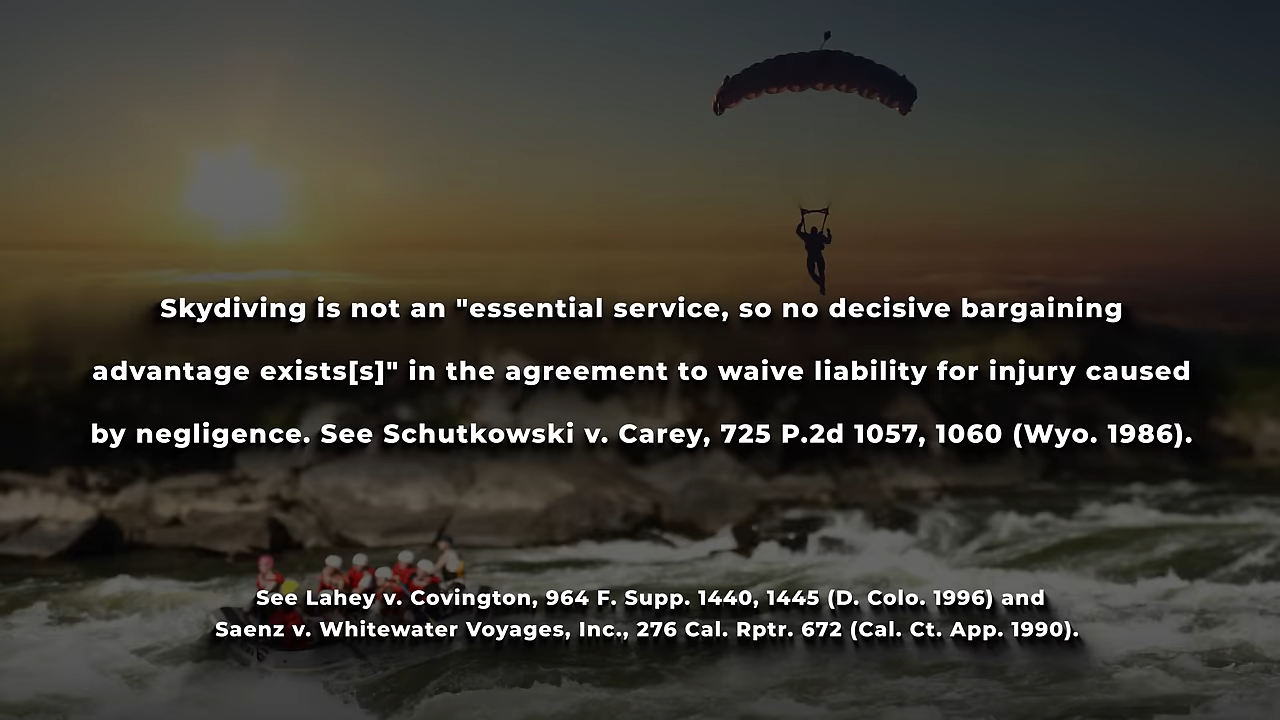 Skydiving is not an "essential service, so no decisive bargaining
advantage exists[s]" in the agreement to waive liability for injury caused
by negligence. See Schutkowski v. Carey, 725 P.2d 1057, 1060 (Wyo. 1986).
See Lahey v. Covington, 964 F. Supp. 1440, 1445 (D. Colo. 1996) and
Saenz v. Whitewater Voyages, Inc., 276 Cal. Rptr. 672 (Cal. Ct. App. 1990).